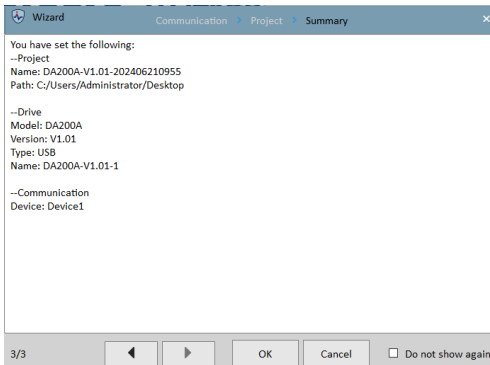 Wizard
Communication
Project
Summary
You have set the following:
--Project
Name: DA200A-V1.01-202406210955
Path: C:/Users/Administrator/Desktop
--Drive
Model: DA200A
Version: V1.01
Type: USB
Name: DA200A-V1.01-1
--Communication
Device: Device1
3/3
OK
Cancel
Do not show again